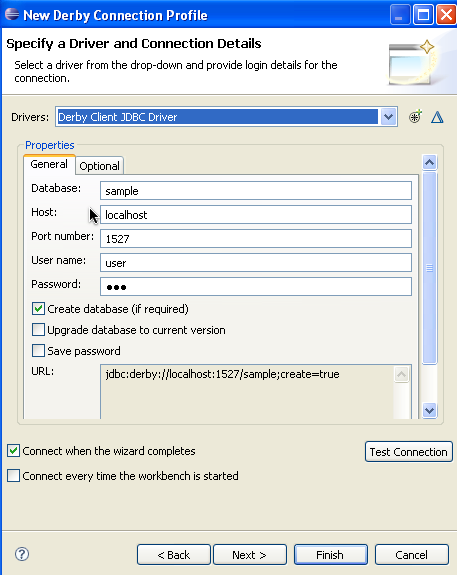 New Derby Connection Profile
Specify a Driver and Connection Details
Select a driver from the drop-down and provide login details for the
connection.
Drivers: Derby Client JDBC Driver
Properties
General Optional
Database: sample
Host: localhost
Port number: 1527
User name: user
Password: ●●●
Create database (if required)
Upgrade database to current version
Save password
URL: jdbc:derby://localhost:1527/sample;create=true
Connect when the wizard completes
Test Connection
Connect every time the workbench is started
? < Back Next > Finish Cancel